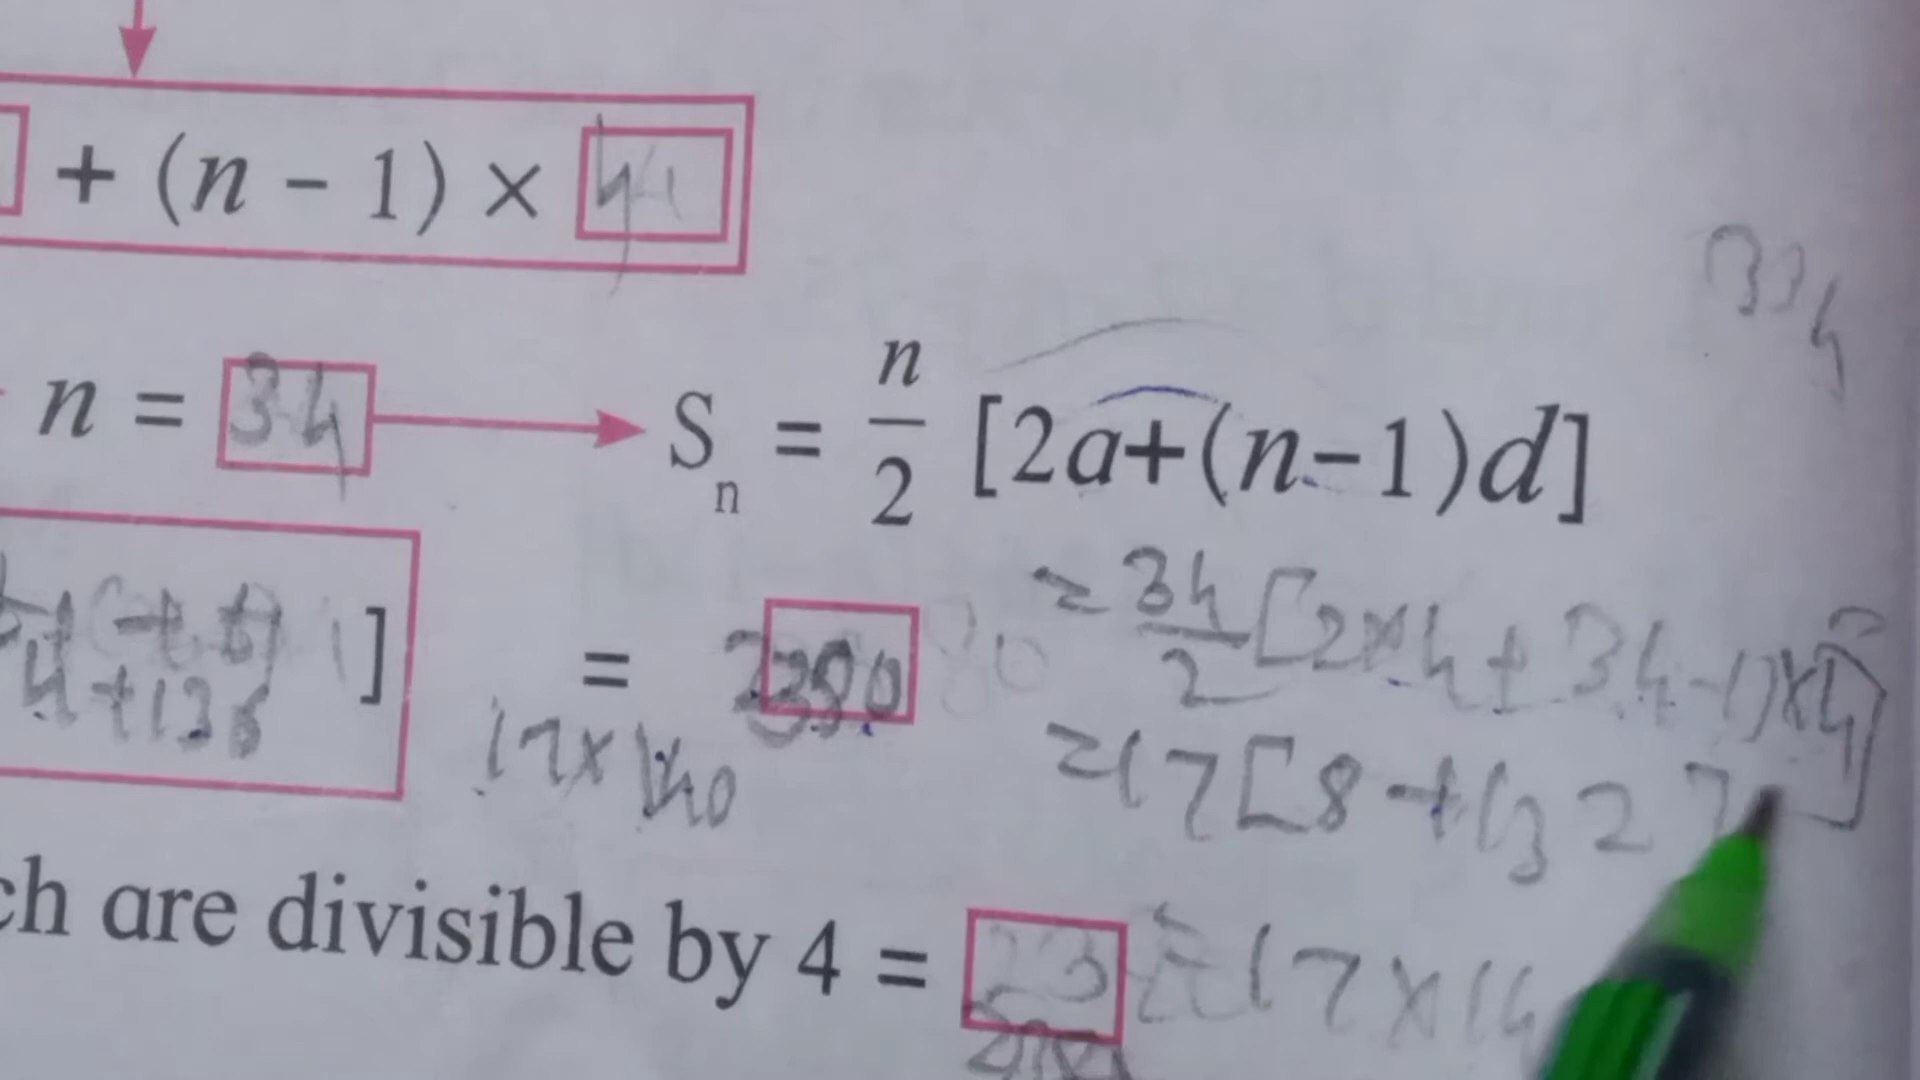 + (n - 1) × 4
334
n = 34
S n = n/2 [2a+(n-1)d]
= 34/2 [2×4+34-1)×4]
4+136 ]
= 2380
17×140
=17[8+132]
ch are divisible by 4 =
=17×14